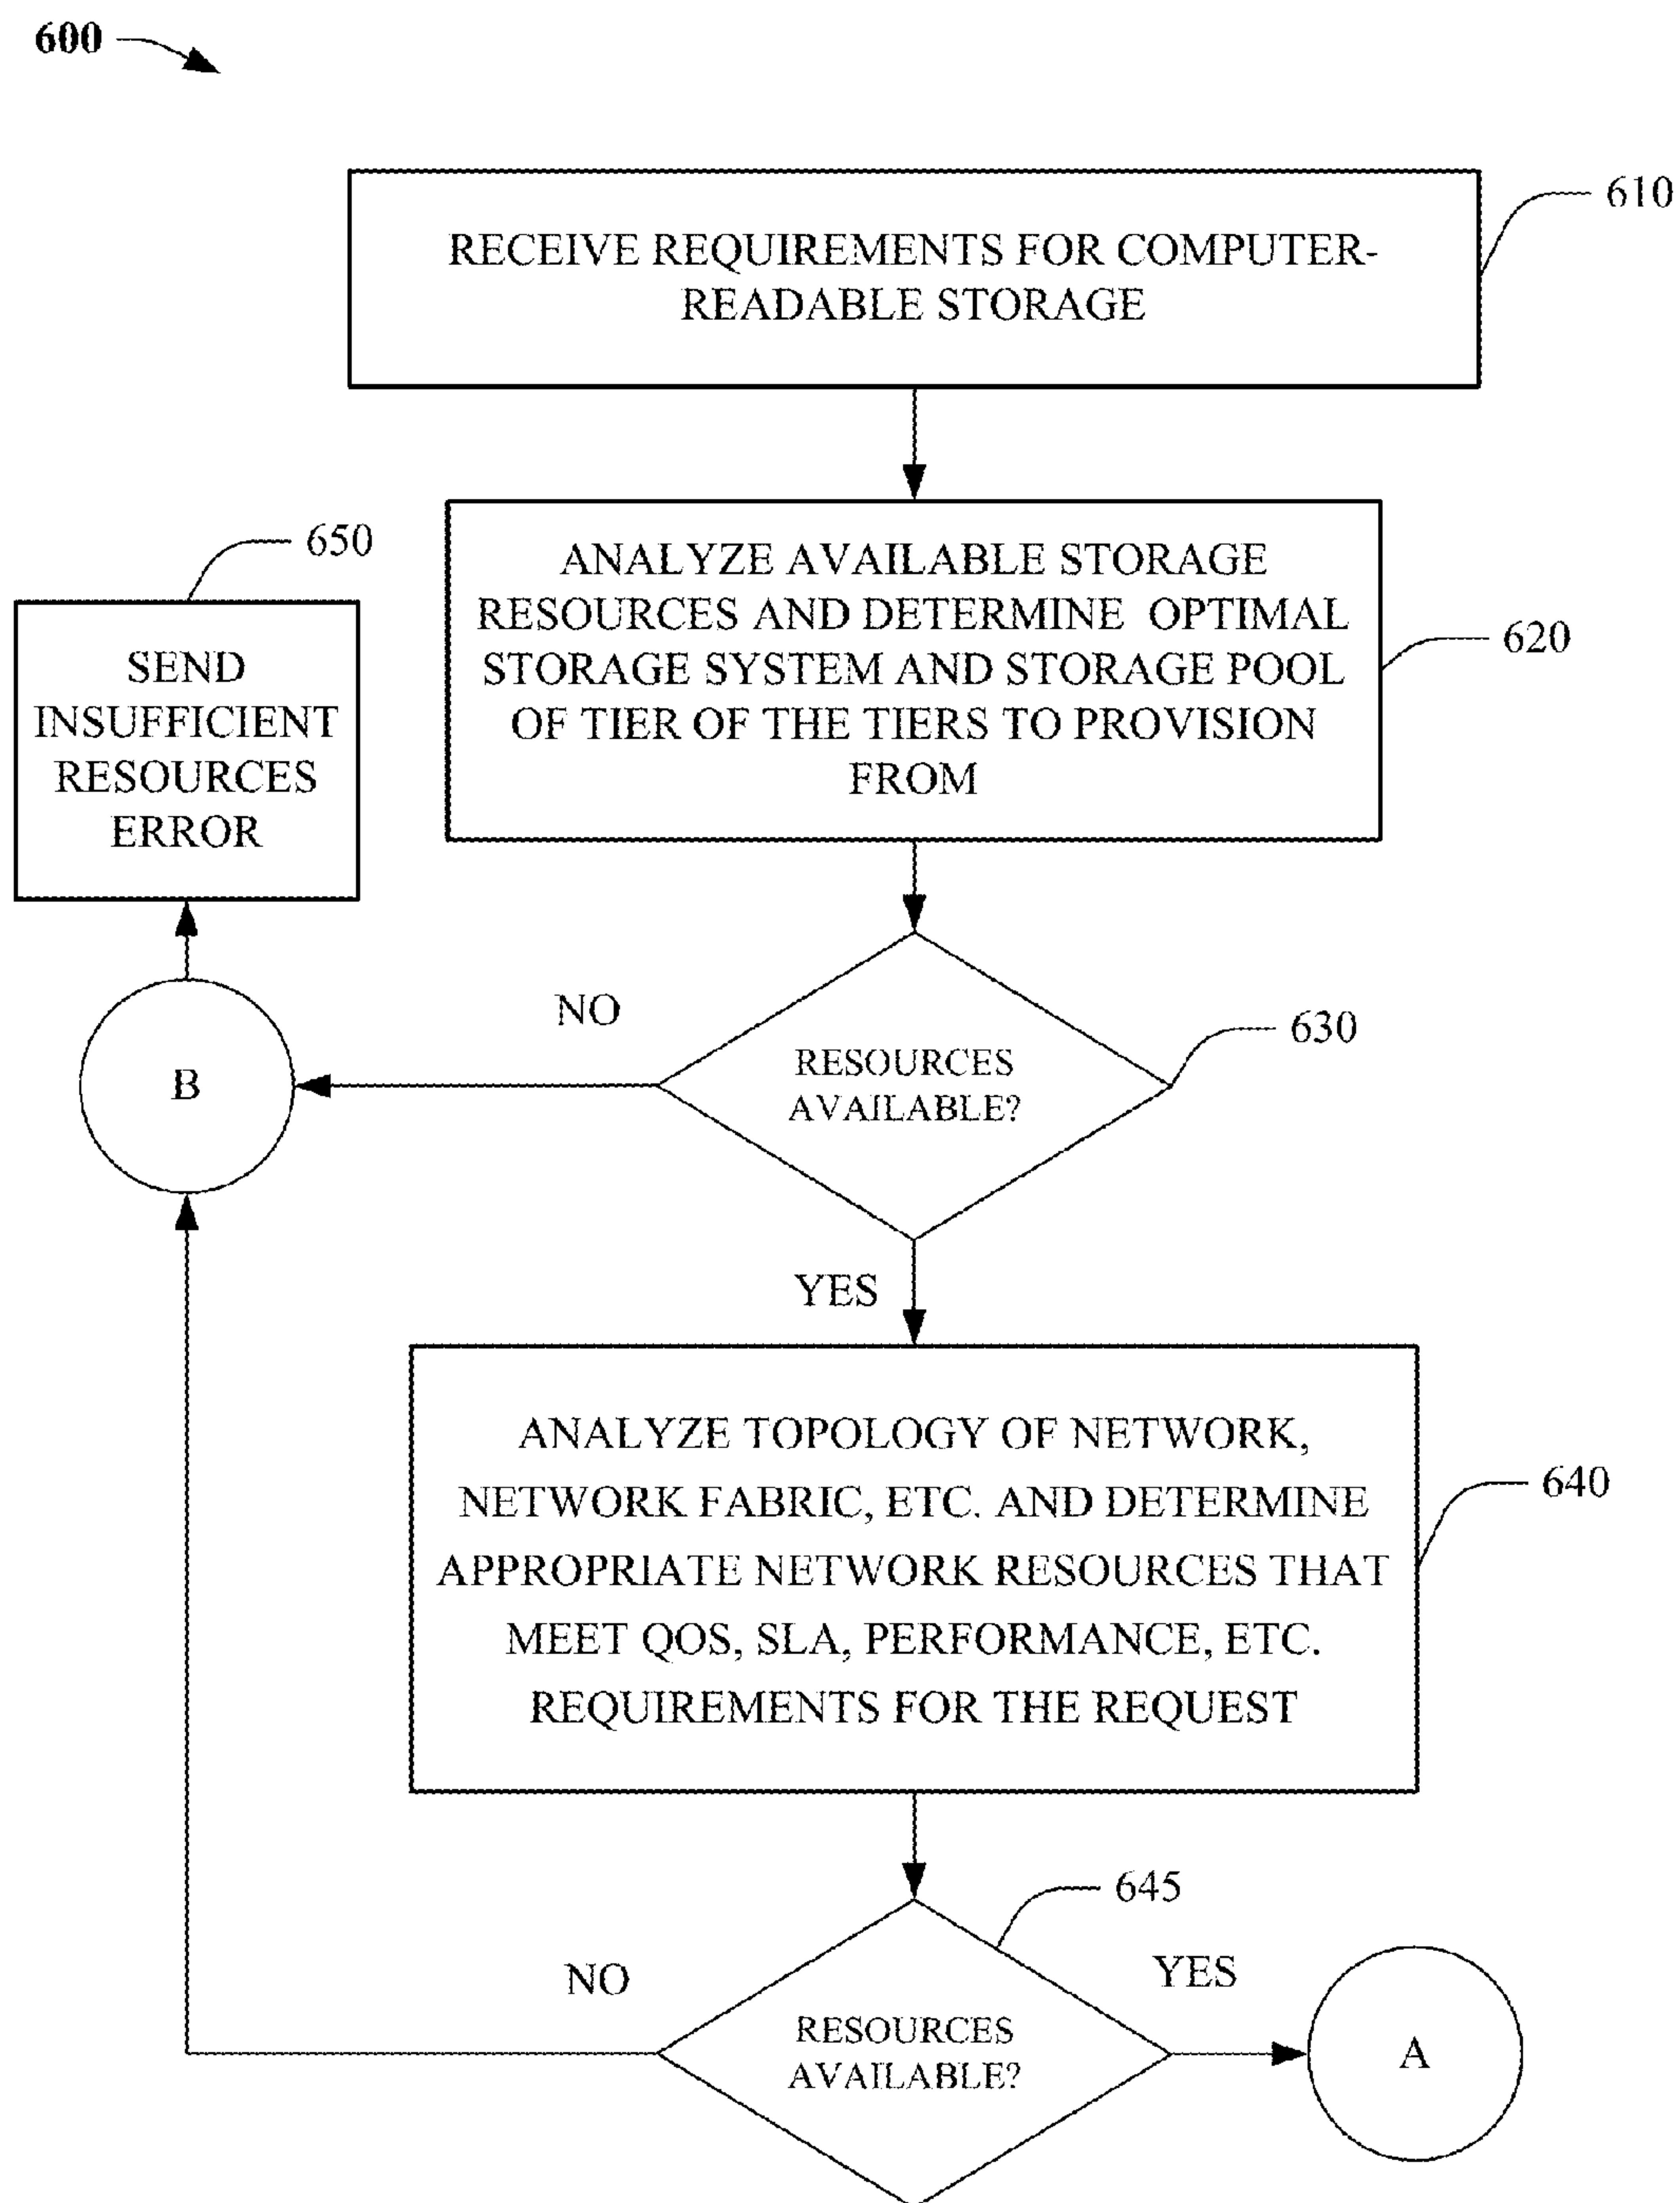 600
RECEIVE REQUIREMENTS FOR COMPUTER-
READABLE STORAGE
610
ANALYZE AVAILABLE STORAGE
RESOURCES AND DETERMINE OPTIMAL
STORAGE SYSTEM AND STORAGE POOL
OF TIER OF THE TIERS TO PROVISION
FROM
620
650
SEND
INSUFFICIENT
RESOURCES
ERROR
B
NO
RESOURCES
AVAILABLE?
630
YES
ANALYZE TOPOLOGY OF NETWORK,
NETWORK FABRIC, ETC. AND DETERMINE
APPROPRIATE NETWORK RESOURCES THAT
MEET QOS, SLA, PERFORMANCE, ETC.
REQUIREMENTS FOR THE REQUEST
640
645
NO
RESOURCES
AVAILABLE?
YES
A